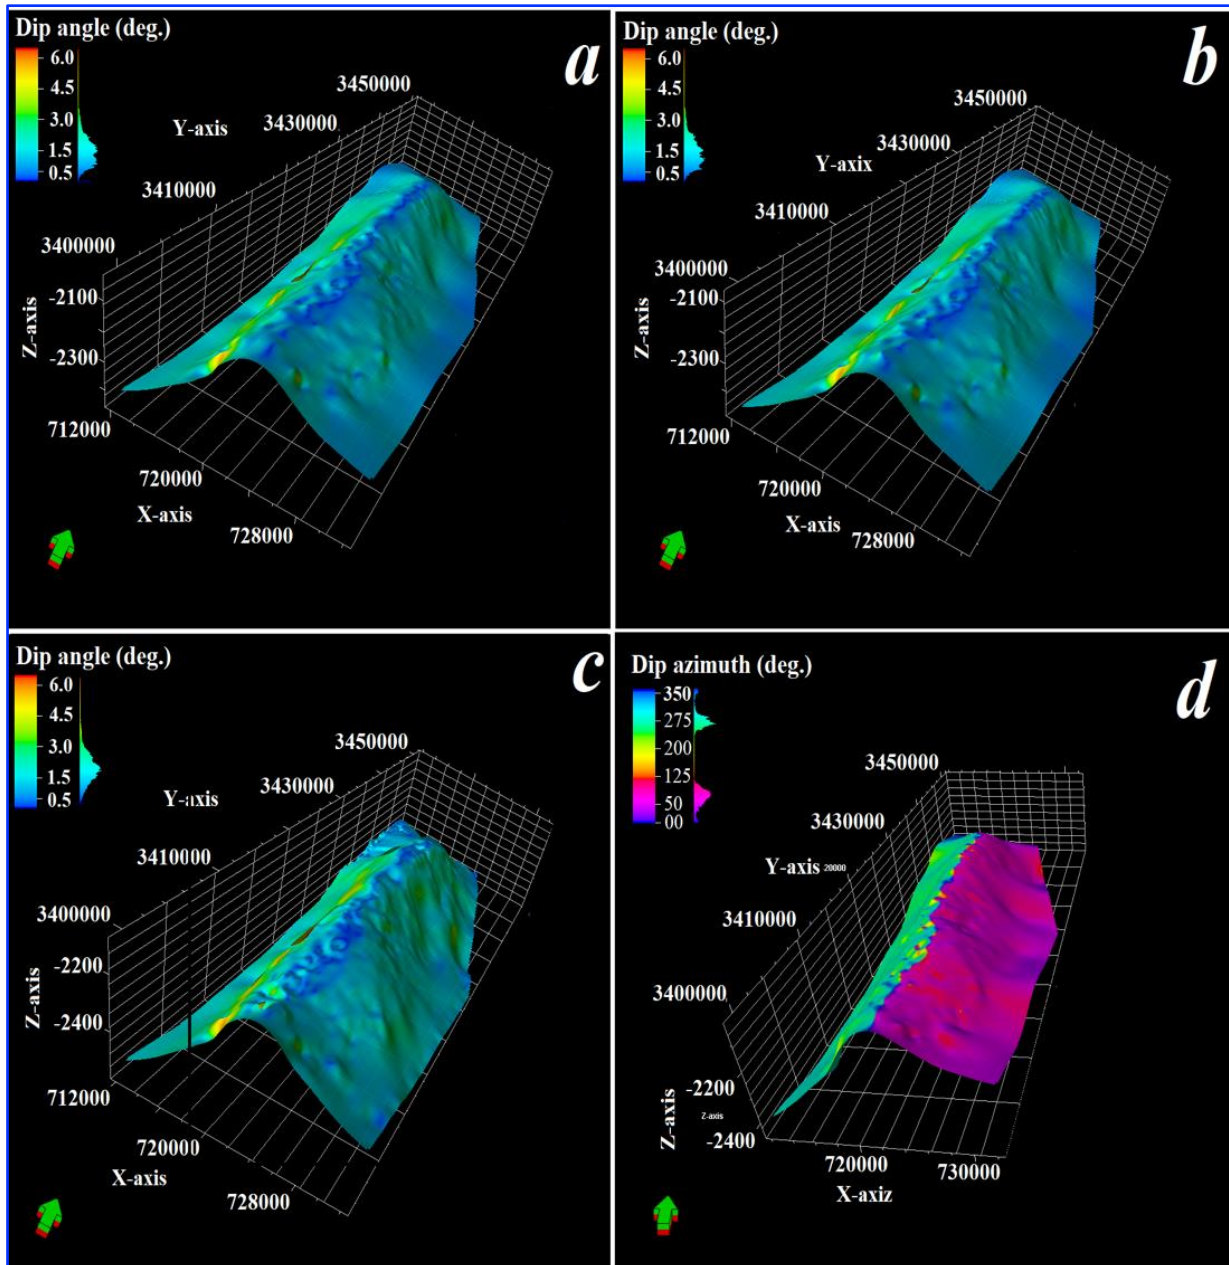 Dip angle (deg.)
a
6.0
4.5
3.0
1.5
0.5
3450000
Y-axis
3430000
3410000
3400000
-2100
Z-axis
-2300
712000
720000
X-axis
728000
Dip angle (deg.)
b
6.0
4.5
3.0
1.5
0.5
3450000
3430000
Y-axix
3410000
3400000
-2100
Z-axis
-2300
712000
720000
X-axis
728000
Dip angle (deg.)
c
6.0
4.5
3.0
1.5
0.5
3450000
3430000
Y-axis
3410000
3400000
-2200
Z-axis
-2400
712000
720000
X-axis
728000
Dip azimuth (deg.)
d
350
275
200
125
50
00
3450000
3430000
Y-axis 20000
3410000
3400000
-2200
Z-axis
Z-axis
-2400
720000
730000
X-axiz